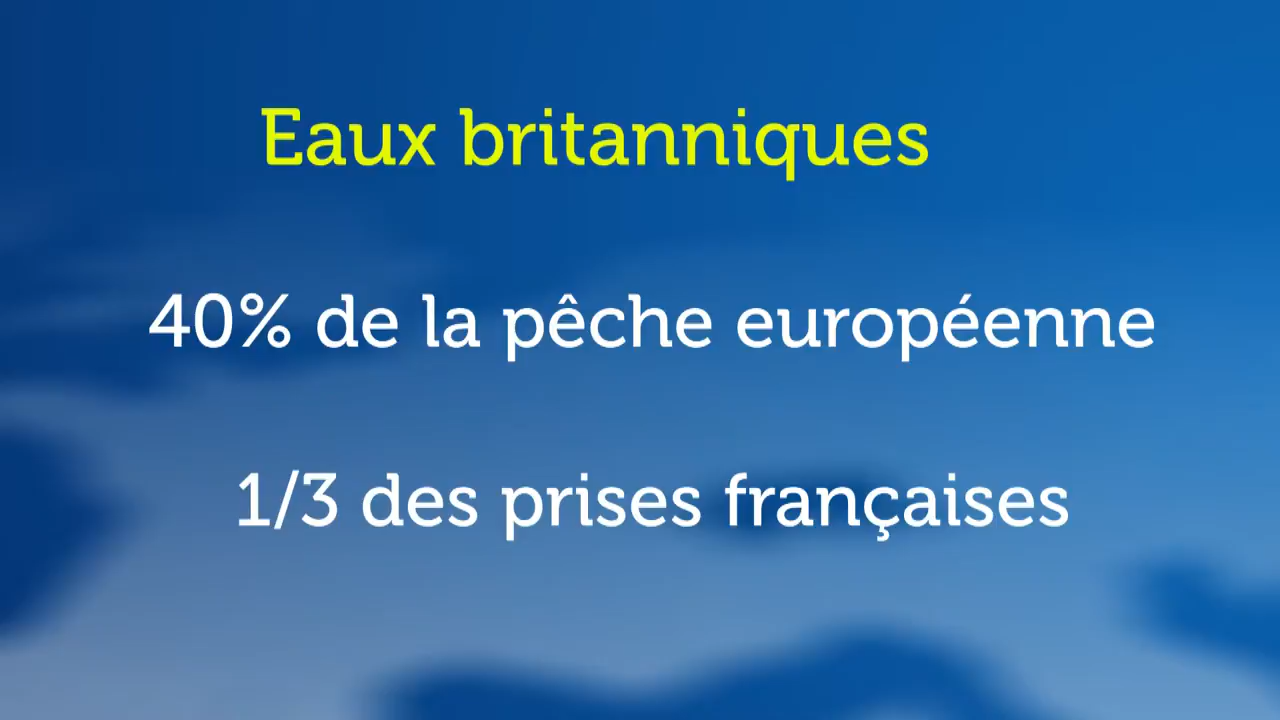 Eaux britanniques
40% de la pêche européenne
1/3 des prises françaises